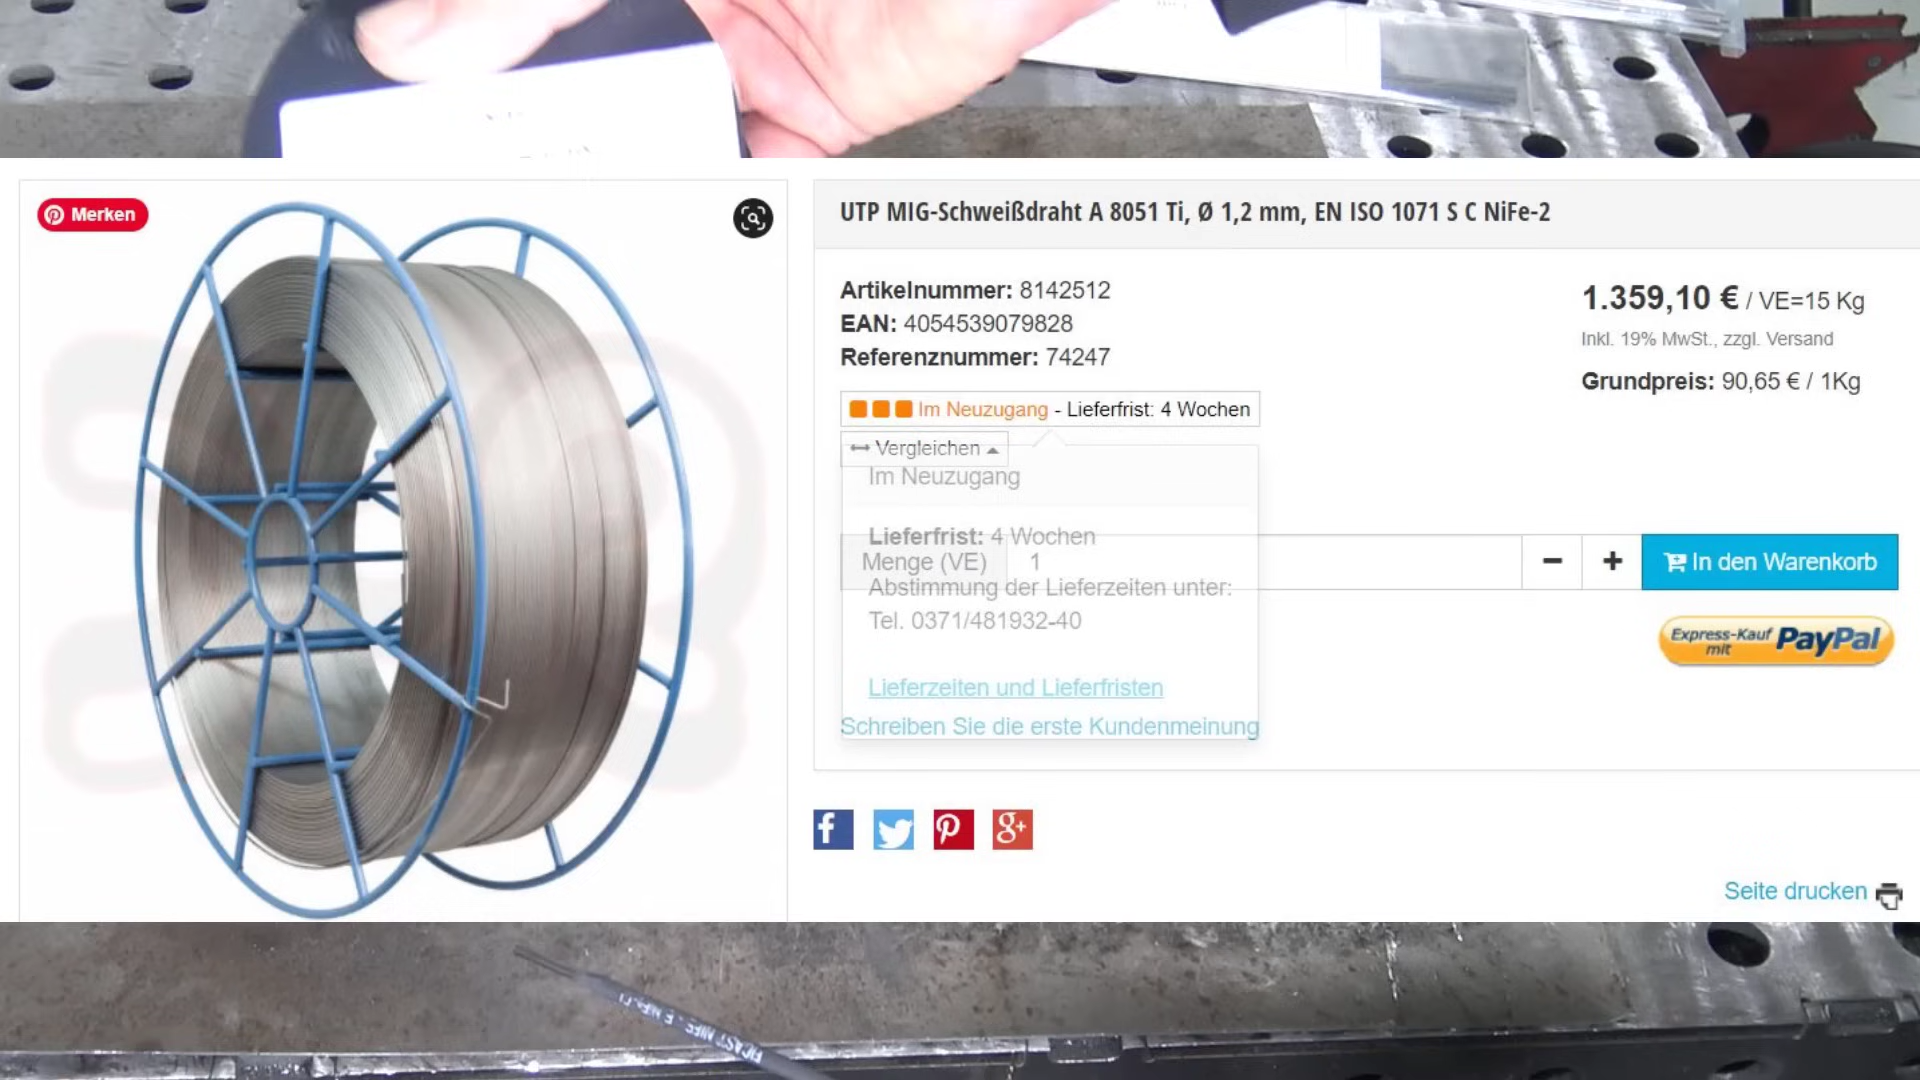 Merken
UTP MIG-Schweißdraht A 8051 Ti, Ø 1,2 mm, EN ISO 1071 S C NiFe-2
Artikelnummer: 8142512
EAN: 4054539079828
Referenznummer: 74247
1.359,10 € / VE=15 Kg
Inkl. 19% MwSt., zzgl. Versand
Grundpreis: 90,65 € / 1Kg
Im Neuzugang - Lieferfrist: 4 Wochen
Vergleichen
Im Neuzugang
Lieferfrist: 4 Wochen
Menge (VE) 1
In den Warenkorb
Abstimmung der Lieferzeiten unter:
Tel. 0371/481932-40
Express-Kauf mit PayPal
Lieferzeiten und Lieferfristen
Schreiben Sie die erste Kundenmeinung
Seite drucken